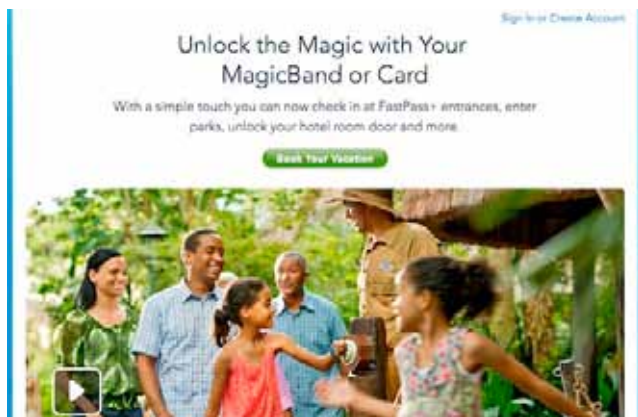 Sign In or Create Account
Unlock the Magic with Your
MagicBand or Card
With a simple touch you can now check in at FastPass+ entrances, enter
parks, unlock your hotel room door and more.
Book Your Vacation